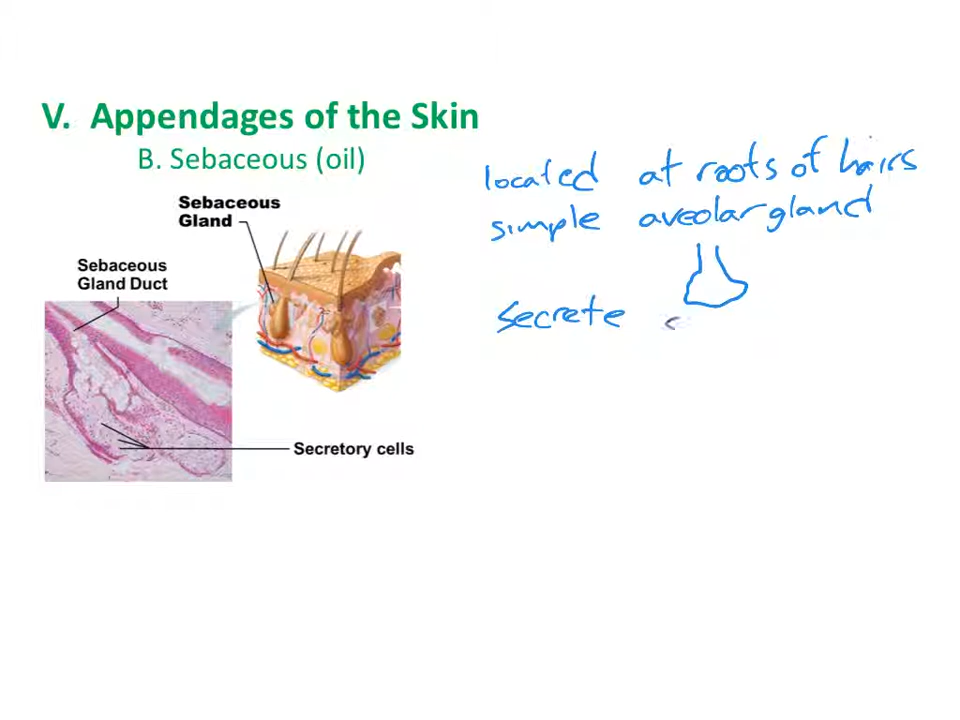 V. Appendages of the Skin
B. Sebaceous (oil)
located at roots of hairs
simple aveolar gland
secrete
Sebaceous
Gland
Sebaceous
Gland Duct
Secretory cells